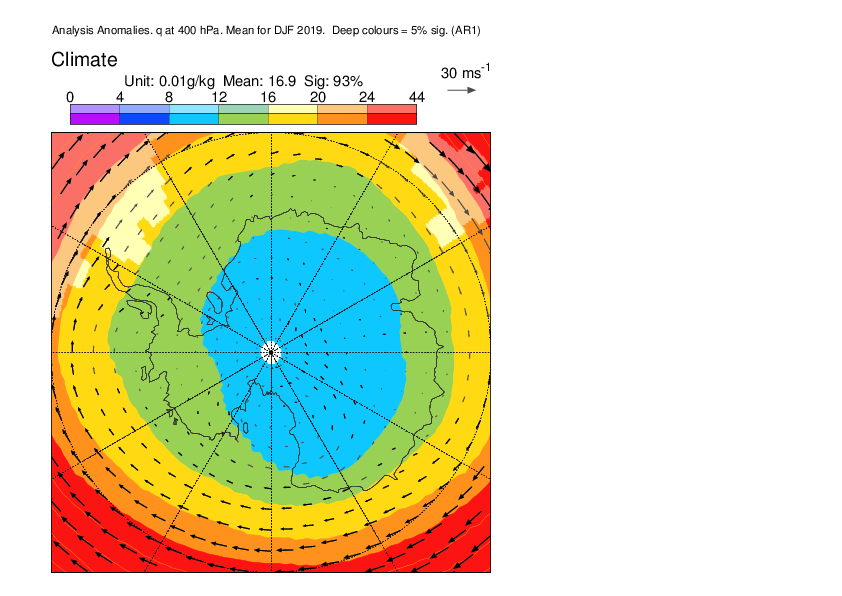 Analysis Anomalies. q at 400 hPa. Mean for DJF 2019.  Deep colours = 5% sig. (AR1)
Climate
30 ms-1
Unit: 0.01g/kg  Mean: 16.9  Sig: 93%
0 4 8 12 16 20 24 44